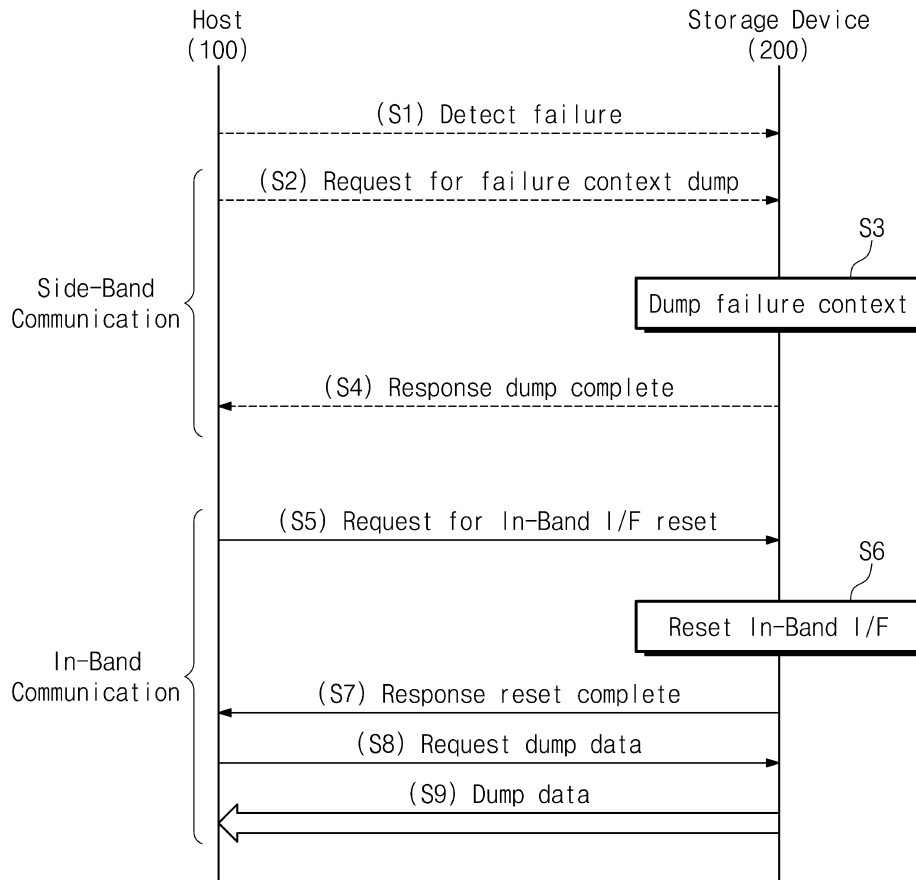 Host
(100)
Storage Device
(200)
(S1) Detect failure
(S2) Request for failure context dump
S3
Side-Band
Communication
Dump failure context
(S4) Response dump complete
(S5) Request for In-Band I/F reset
S6
Reset In-Band I/F
In-Band
Communication
(S7) Response reset complete
(S8) Request dump data
(S9) Dump data